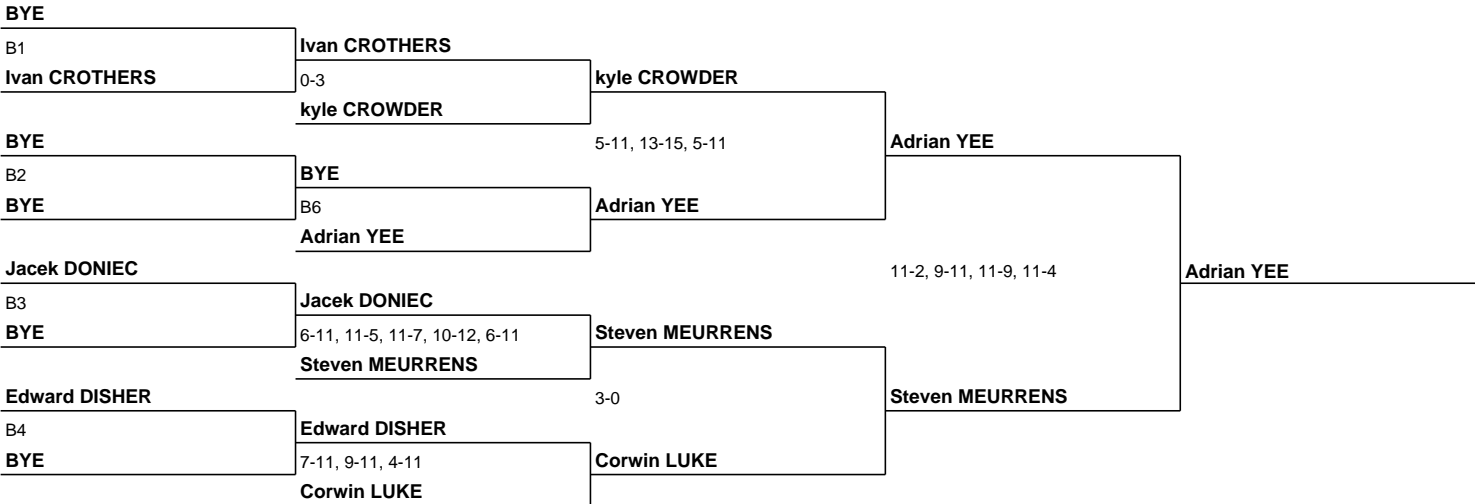 BYE
B1
Ivan CROTHERS
Ivan CROTHERS
0-3
kyle CROWDER
kyle CROWDER
BYE
B2
BYE
BYE
B6
Adrian YEE
5-11, 13-15, 5-11
Adrian YEE
Adrian YEE
Jacek DONIEC
B3
BYE
Jacek DONIEC
6-11, 11-5, 11-7, 10-12, 6-11
Steven MEURRENS
Steven MEURRENS
Edward DISHER
B4
BYE
Edward DISHER
7-11, 9-11, 4-11
Corwin LUKE
3-0
Corwin LUKE
Steven MEURRENS
11-2, 9-11, 11-9, 11-4
Adrian YEE